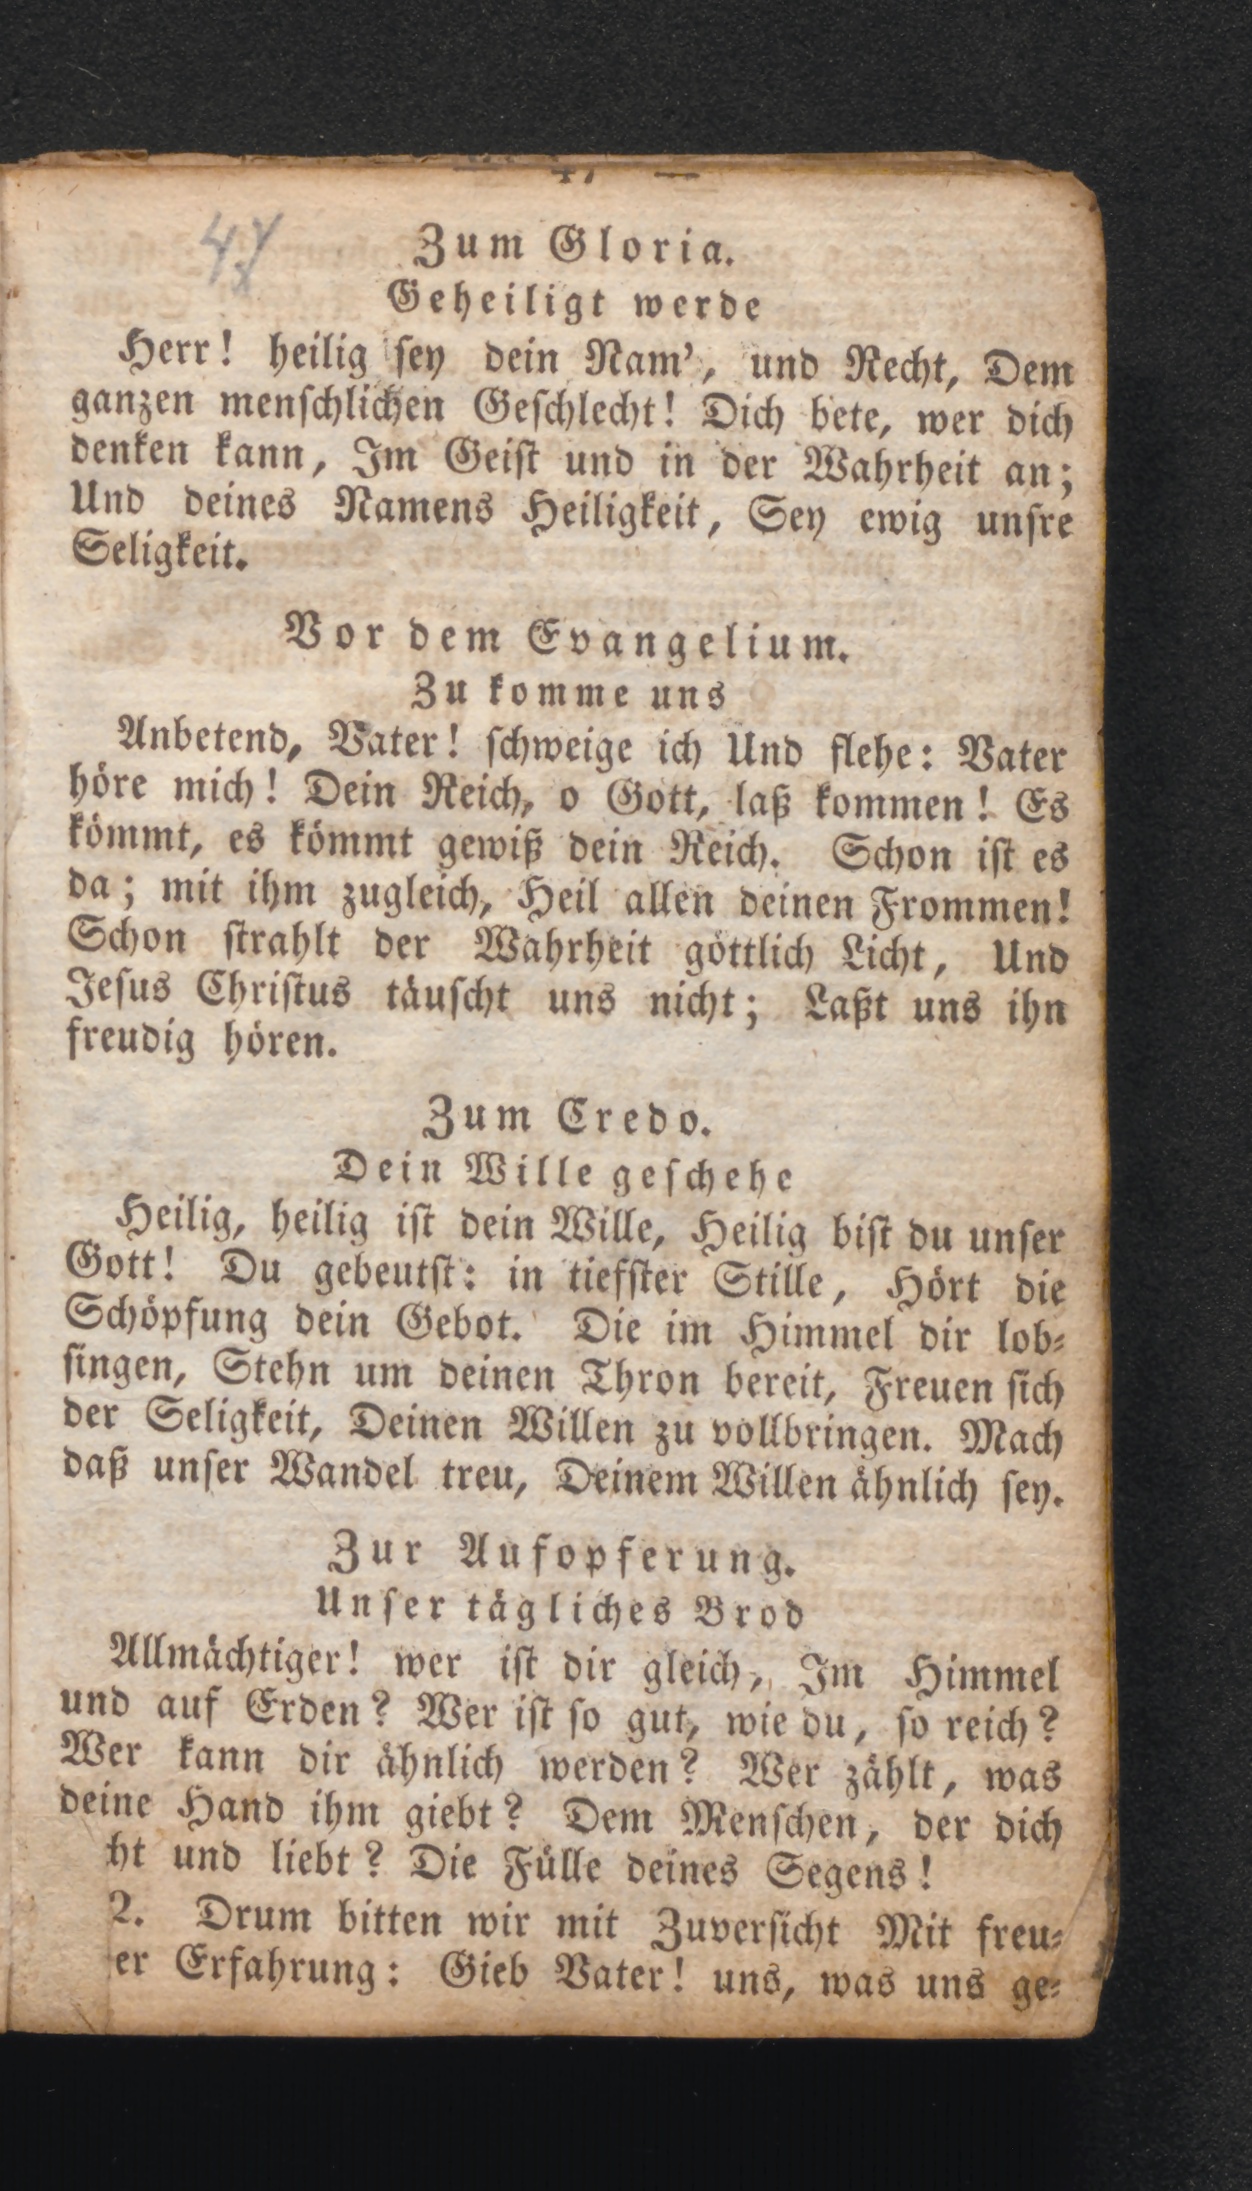 47
Zum Gloria.
Geheiligt werde
Herr! heilig sey dein Nam', und Recht, Dem
ganzen menschlichen Geschlecht! Dich bete, wer dich
denken kann, Im Geist und in der Wahrheit an;
Und deines Namens Heiligkeit, Sey ewig unsre
Seligkeit.
Vor dem Evangelium.
Zu komme uns
Anbetend, Vater! schweige ich Und flehe: Vater
höre mich! Dein Reich, o Gott, laß kommen! Es
kömmt, es kömmt gewiß dein Reich. Schon ist es
da; mit ihm zugleich, Heil allen deinen Frommen!
Schon strahlt der Wahrheit göttlich Licht, Und
Jesus Christus täuscht uns nicht; Laßt uns ihn
freudig hören.
Zum Credo.
Dein Wille geschehe
Heilig, heilig ist dein Wille, Heilig bist du unser
Gott! Du gebeutst: in tiefster Stille, Hört die
Schöpfung dein Gebot. Die im Himmel dir lob-
singen, Stehn um deinen Thron bereit, Freuen sich
der Seligkeit, Deinen Willen zu vollbringen. Mach
daß unser Wandel treu, Deinem Willen ähnlich sey.
Zur Aufopferung.
Unser tägliches Brod
Allmächtiger! wer ist dir gleich, Im Himmel
und auf Erden? Wer ist so gut, wie du, so reich?
Wer kann dir ähnlich werden? Wer zählt, was
deine Hand ihm giebt? Dem Menschen, der dich
ht und liebt? Die Fülle deines Segens!
2. Drum bitten wir mit Zuversicht Mit freu-
er Erfahrung: Gieb Vater! uns, was uns ge-